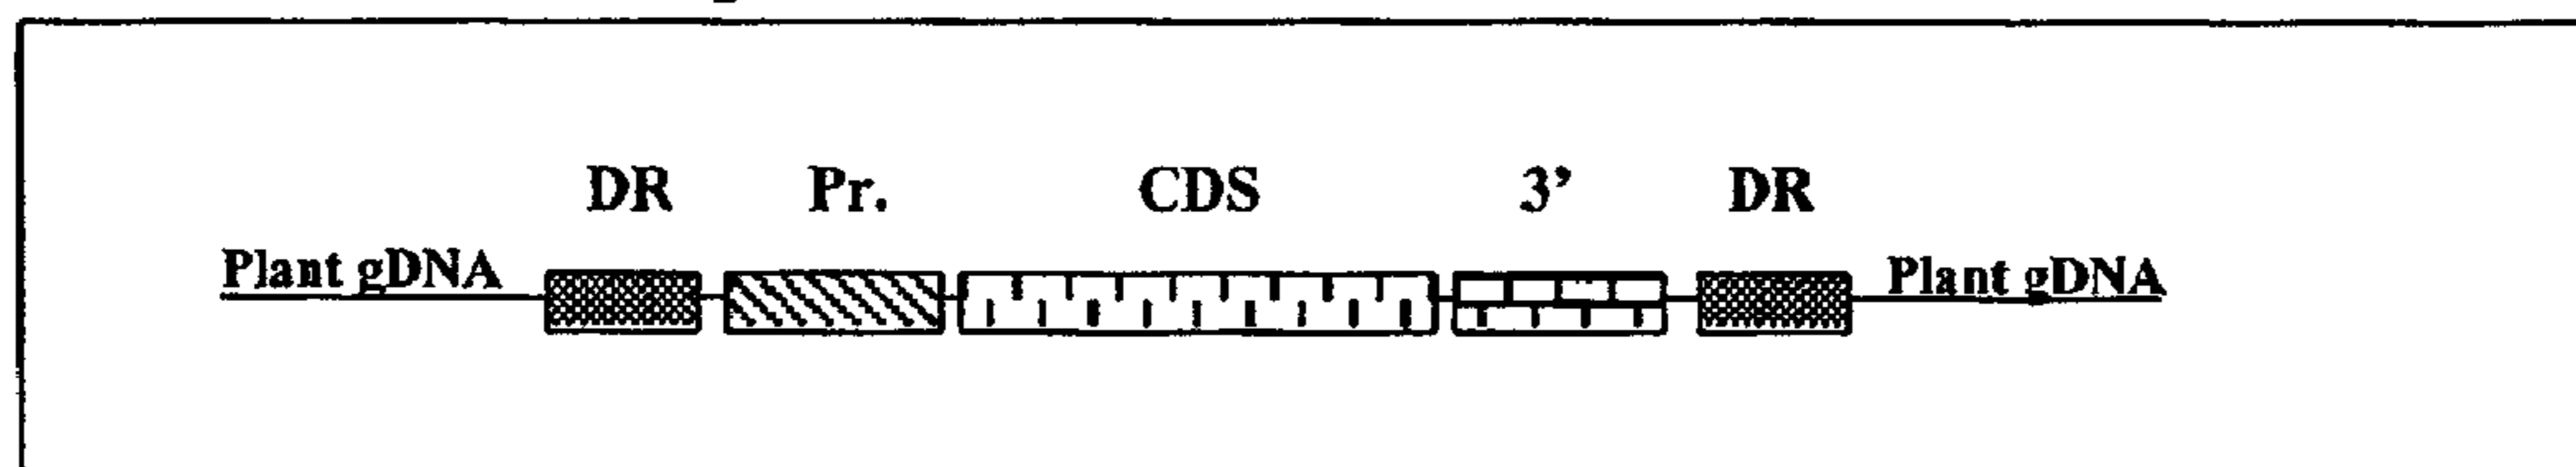 DR Pr. CDS 3’ DR
Plant gDNA Plant gDNA